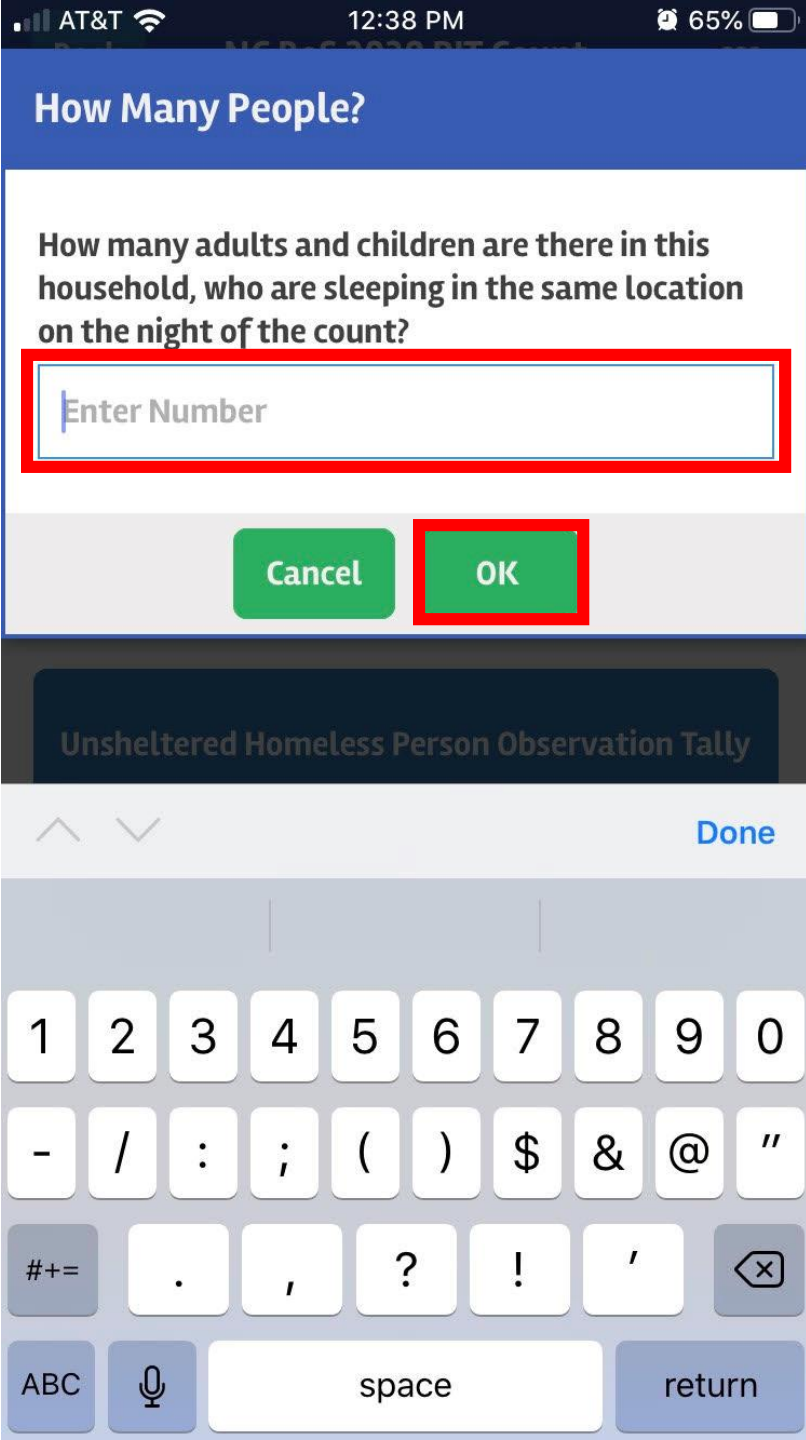 AT&T 12:38 PM 65%
How Many People?
How many adults and children are there in this
household, who are sleeping in the same location
on the night of the count?
Enter Number
Cancel OK
Unsheltered Homeless Person Observation Tally
Done
1 2 3 4 5 6 7 8 9 0
- / : ; ( ) $ & @ "
#+= . , ? ! '
ABC space return